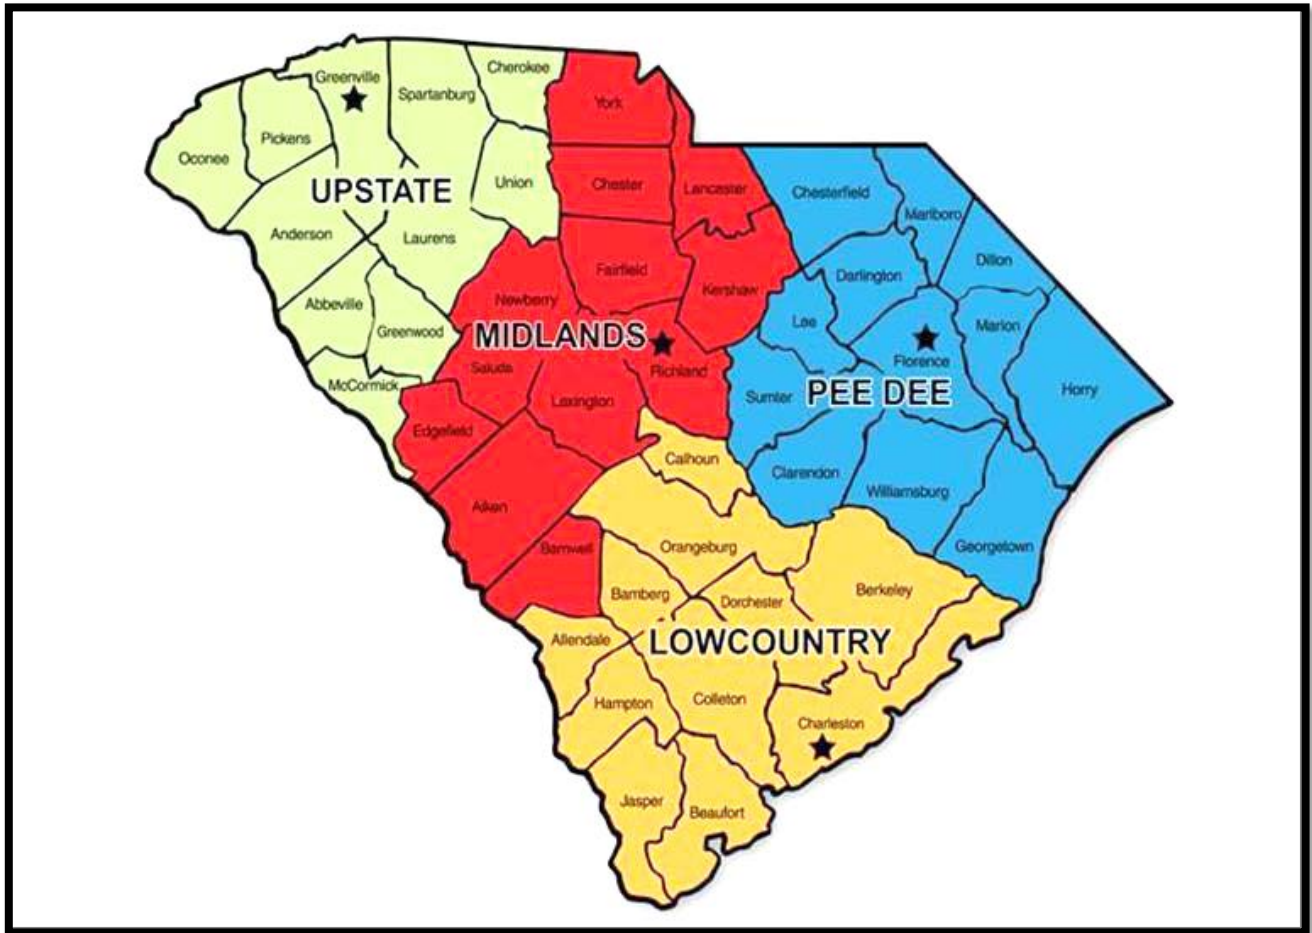 Cherokee
Greenville
Spartanburg
York
Pickens
Oconee
Union
Chester
Lancaster
Chesterfield
UPSTATE
Marlboro
Anderson
Laurens
Dillon
Fairfield
Darlington
Kershaw
Newberry
Abbeville
Greenwood
Lee
Marion
MIDLANDS
Florence
Saluda
Richland
McCormick
PEE DEE
Horry
Sumter
Lexington
Edgefield
Calhoun
Clarendon
Williamsburg
Aiken
Barnwell
Orangeburg
Georgetown
Bamberg
Dorchester
Berkeley
Allendale
LOWCOUNTRY
Hampton
Colleton
Charleston
Jasper
Beaufort